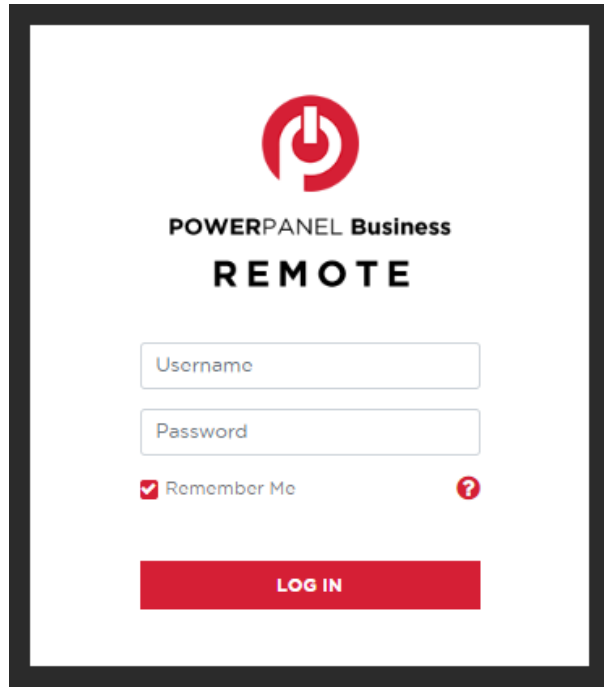 POWERPANEL Business
REMOTE
Username
Password
Remember Me ?
LOG IN